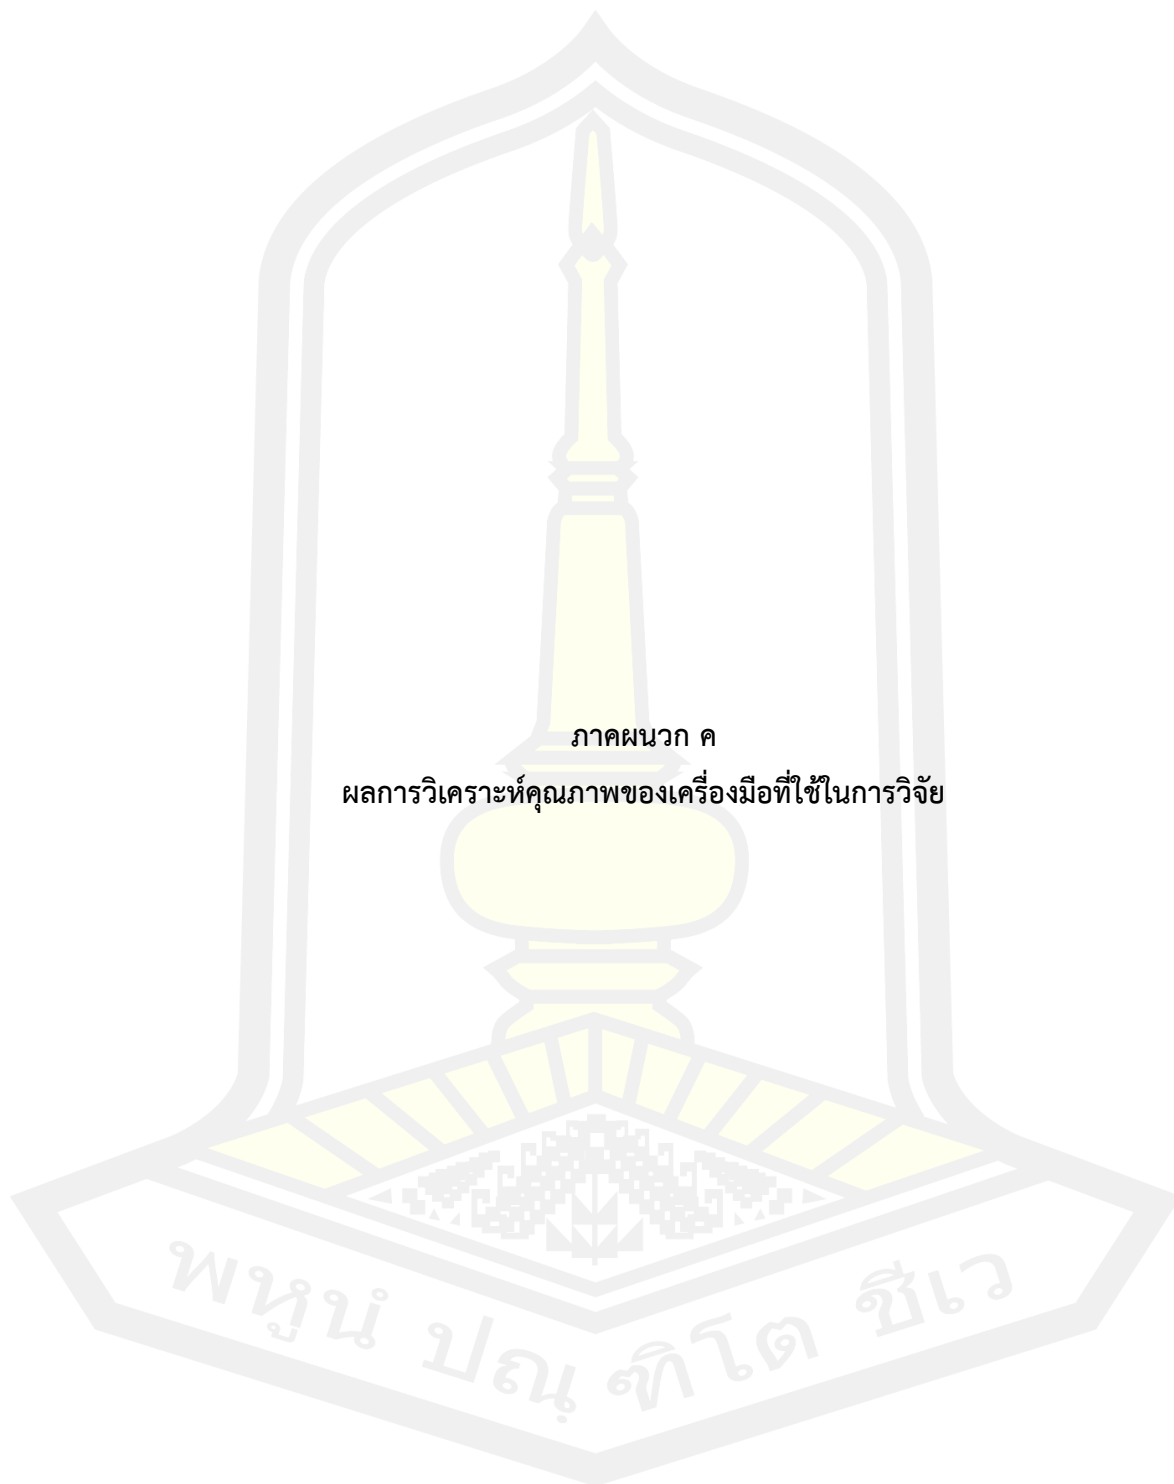 ภาคผนวก ค
ผลการวิเคราะห์คุณภาพของเครื่องมือที่ใช้ในการวิจัย
พหูนํ ปณฺฑิโต ชีเว